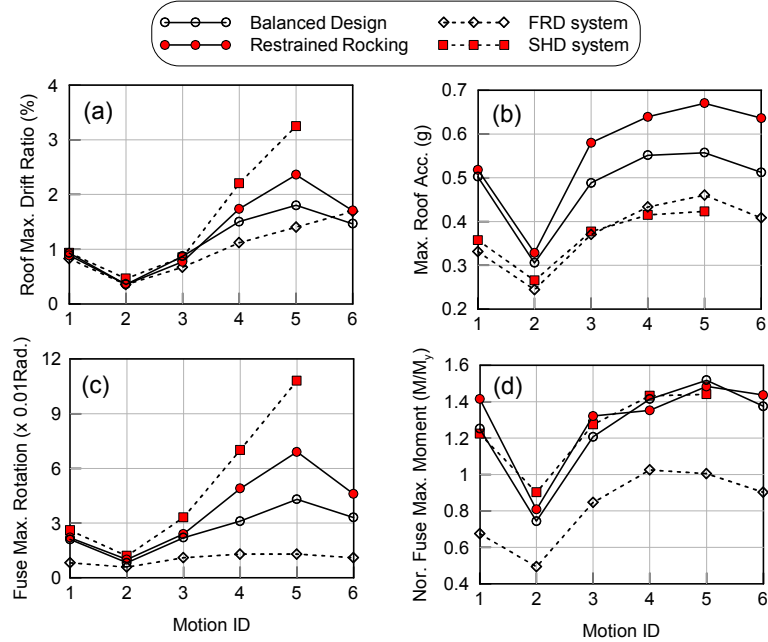 Balanced Design
FRD system
Restrained Rocking
SHD system
(a)
Roof Max. Drift Ratio (%)
4
3
2
1
0
1 2 3 4 5 6
(b)
Max. Roof Acc. (g)
0.7
0.6
0.5
0.4
0.3
0.2
1 2 3 4 5 6
(c)
Fuse Max. Rotation (x 0.01Rad.)
12
9
6
3
0
1 2 3 4 5 6
Motion ID
(d)
Nor. Fuse Max. Moment (M/My)
1.6
1.4
1.2
1
0.8
0.6
0.4
1 2 3 4 5 6
Motion ID